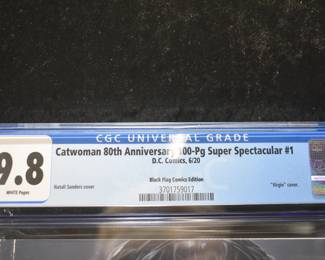 CGC UNIVERSAL GRADE
9.8
WHITE Pages
Catwoman 80th Anniversary 100-Pg Super Spectacular #1
D.C. Comics, 6/20
Black Flag Comics Edition
Natali Sanders cover
"Virgin" cover.
3701759017